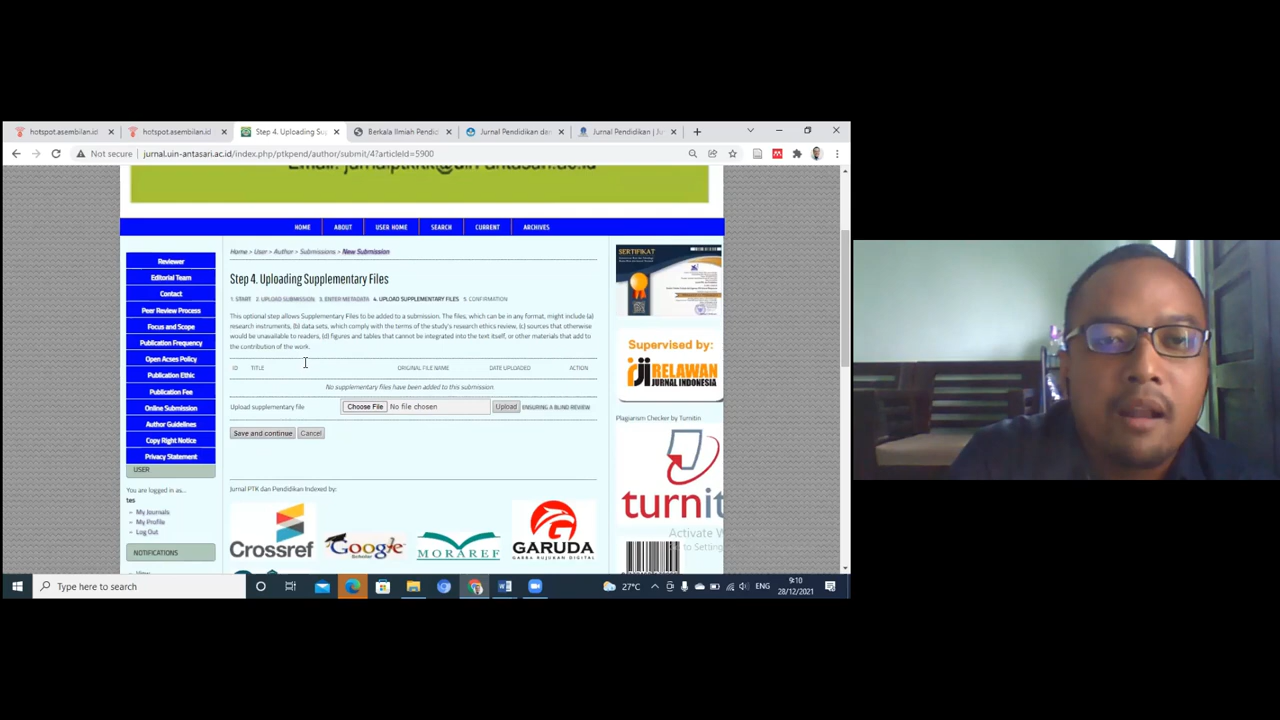 hotspot.asembilan.id
hotspot.asembilan.id
Step 4. Uploading Su
Berkala Ilmiah Pendidi
Jurnal Pendidikan dan
Jurnal Pendidikan | Ju
Not secure
jurnal.uin-antasari.ac.id/index.php/ptkpend/author/submit/4?articleId=5900
HOME
ABOUT
USER HOME
SEARCH
CURRENT
ARCHIVES
Reviewer
Editorial Team
Contact
Peer Review Process
Focus and Scope
Publication Frequency
Open Acses Policy
Publication Ethic
Publication Fee
Online Submission
Author Guidelines
Copy Right Notice
Privacy Statement
USER
You are logged in as...
tes
My Journals
My Profile
Log Out
NOTIFICATIONS
Home > User > Author > Submissions > New Submission
Step 4. Uploading Supplementary Files
1. START 2. UPLOAD SUBMISSION 3. ENTER METADATA 4. UPLOAD SUPPLEMENTARY FILES 5. CONFIRMATION
This optional step allows Supplementary Files to be added to a submission. The files, which can be in any format, might include (a)
research instruments, (b) data sets, which comply with the terms of the study's research ethics review, (c) sources that otherwise
would be unavailable to readers, (d) figures and tables that cannot be integrated into the text itself, or other materials that add to
the contribution of the work.
ID TITLE ORIGINAL FILE NAME DATE UPLOADED ACTION
No supplementary files have been added to this submission.
Upload supplementary file Choose File No file chosen Upload ENSURING A BLIND REVIEW
Save and continue Cancel
Jurnal PTK dan Pendidikan Indexed by:
Crossref
Google
MORAREF
GARUDA
GARBA RUJUKAN DIGITAL
SERTIFIKAT
Supervised by:
rji RELAWAN
JURNAL INDONESIA
Plagiarism Checker by Turnitin
turnit
Activate W
to Setting
Type here to search
27°C
ENG
9:10
28/12/2021